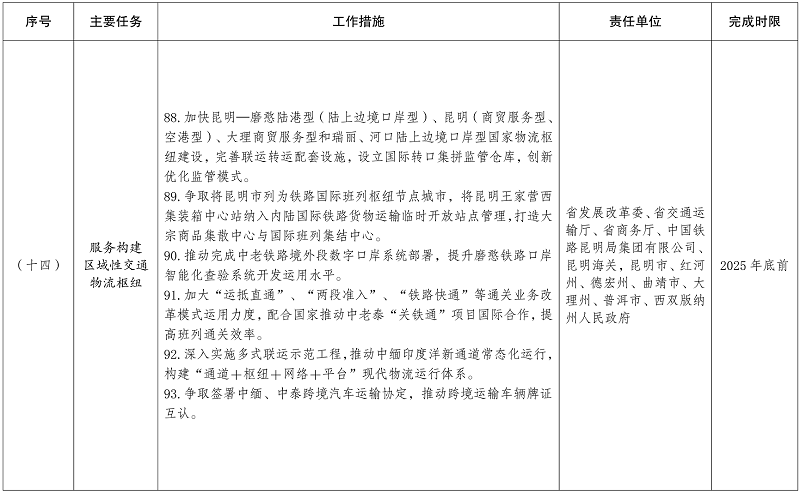 序号 主要任务 工作措施 责任单位 完成时限
（十四）
服务构建
区域性交通
物流枢纽
88.加快昆明—磨憨陆港型（陆上边境口岸型）、昆明（商贸服务型、
空港型）、大理商贸服务型和瑞丽、河口陆上边境口岸型国家物流枢
纽建设，完善联运转运配套设施，设立国际转口集拼监管仓库，创新
优化监管模式。
89.争取将昆明市列为铁路国际班列枢纽节点城市，将昆明王家营西
集装箱中心站纳入内陆国际铁路货物运输临时开放站点管理，打造大
宗商品集散中心与国际班列集结中心。
90.推动完成中老铁路境外段数字口岸系统部署，提升磨憨铁路口岸
智能化查验系统开发运用水平。
91.加大“运抵直通”、“两段准入”、“铁路快通”等通关业务改
革模式运用力度，配合国家推动中老泰“关铁通”项目国际合作，提
高班列通关效率。
92.深入实施多式联运示范工程，推动中缅印度洋新通道常态化运行，
构建“通道＋枢纽＋网络＋平台”现代物流运行体系。
93.争取签署中缅、中泰跨境汽车运输协定，推动跨境运输车辆牌证
互认。
省发展改革委、省交通运
输厅、省商务厅、中国铁
路昆明局集团有限公司、
昆明海关，昆明市、红河
州、德宏州、曲靖市、大
理州、普洱市、西双版纳
州人民政府
2025年底前